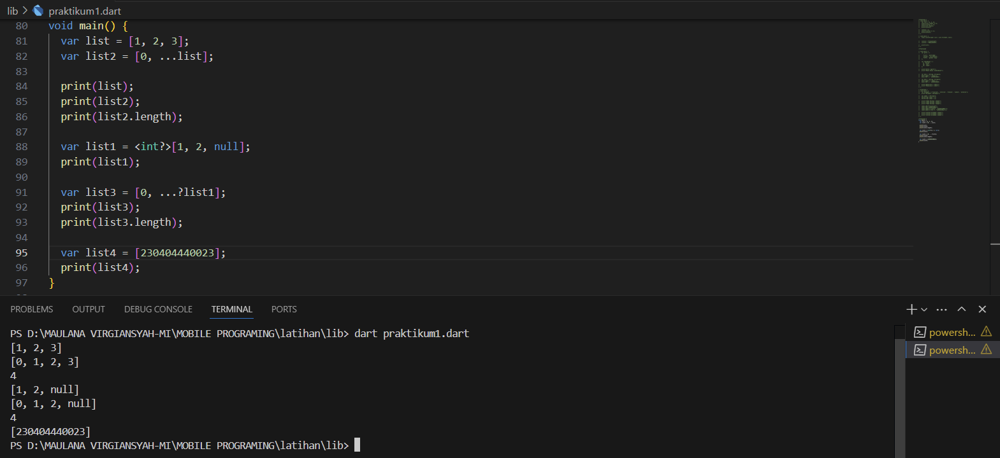 lib > praktikum1.dart
80 void main() {
81 var list = [1, 2, 3];
82 var list2 = [0, ...list];
83
84 print(list);
85 print(list2);
86 print(list2.length);
87
88 var list1 = <int?>[1, 2, null];
89 print(list1);
90
91 var list3 = [0, ...?list1];
92 print(list3);
93 print(list3.length);
94
95 var list4 = [230404440023];
96 print(list4);
97 }
PROBLEMS OUTPUT DEBUG CONSOLE TERMINAL PORTS
PS D:\MAULANA VIRGIANSYAH-MI\MOBILE PROGRAMING\latihan\lib> dart praktikum1.dart
[1, 2, 3]
[0, 1, 2, 3]
4
[1, 2, null]
[0, 1, 2, null]
4
[230404440023]
PS D:\MAULANA VIRGIANSYAH-MI\MOBILE PROGRAMING\latihan\lib>
powersh...
powersh...